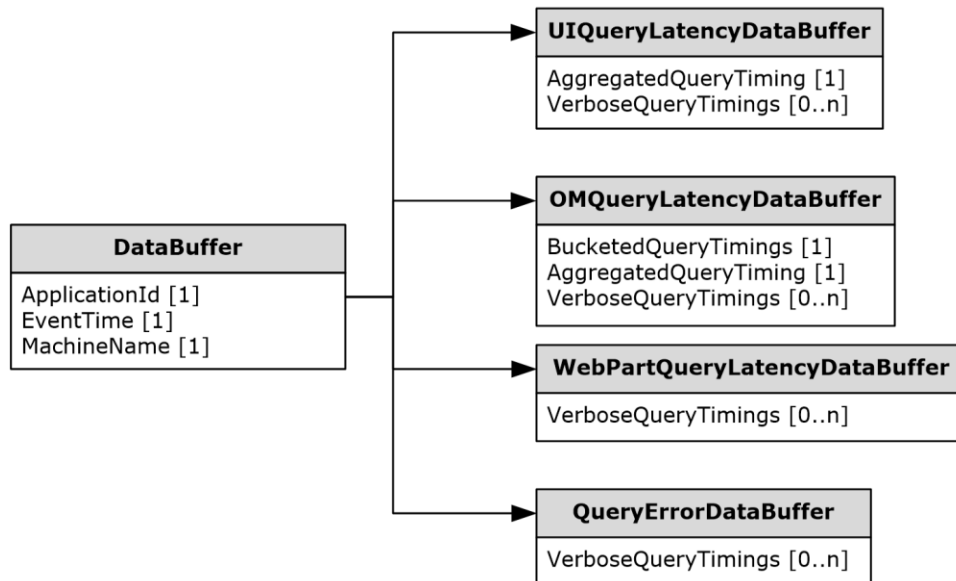 UIQueryLatencyDataBuffer
AggregatedQueryTiming [1]
VerboseQueryTimings [0..n]
OMQueryLatencyDataBuffer
BucketedQueryTimings [1]
AggregatedQueryTiming [1]
VerboseQueryTimings [0..n]
DataBuffer
ApplicationId [1]
EventTime [1]
MachineName [1]
WebPartQueryLatencyDataBuffer
VerboseQueryTimings [0..n]
QueryErrorDataBuffer
VerboseQueryTimings [0..n]